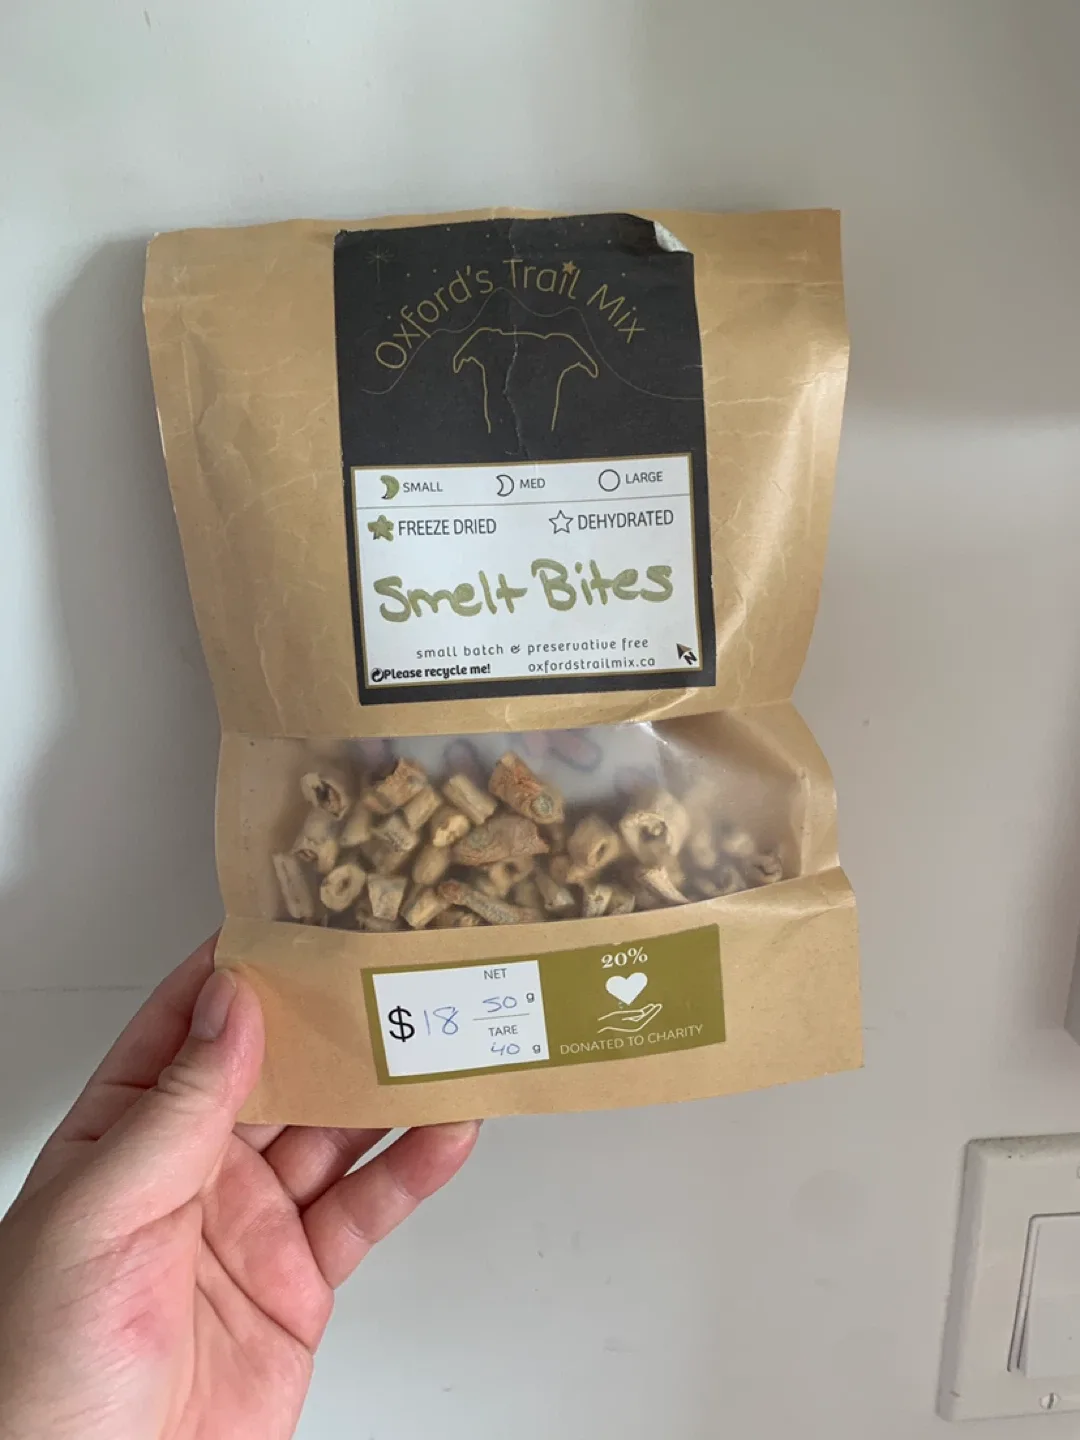 Oxford's Trail Mix
SMALL MED LARGE
FREEZE DRIED DEHYDRATED
Smelt Bites
small batch & preservative free
Please recycle me! oxfordstrailmix.ca
N
NET
$18 50 g
TARE
40 g
20%
DONATED TO CHARITY